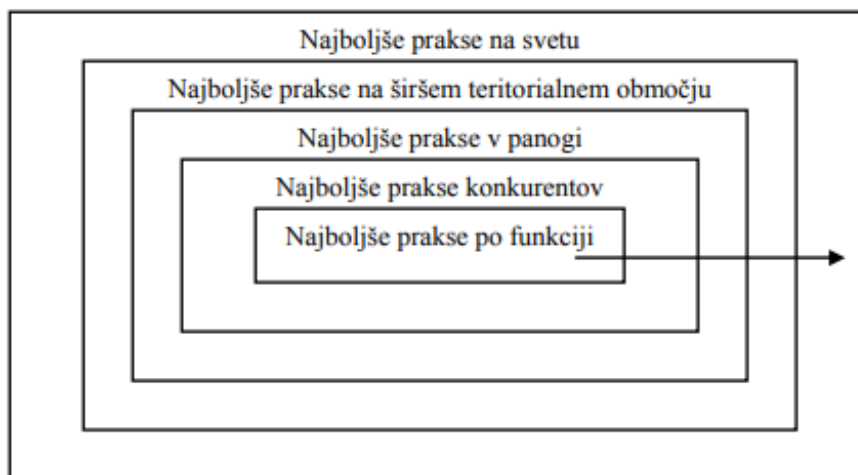 Najboljše prakse na svetu
Najboljše prakse na širšem teritorialnem območju
Najboljše prakse v panogi
Najboljše prakse konkurentov
Najboljše prakse po funkciji